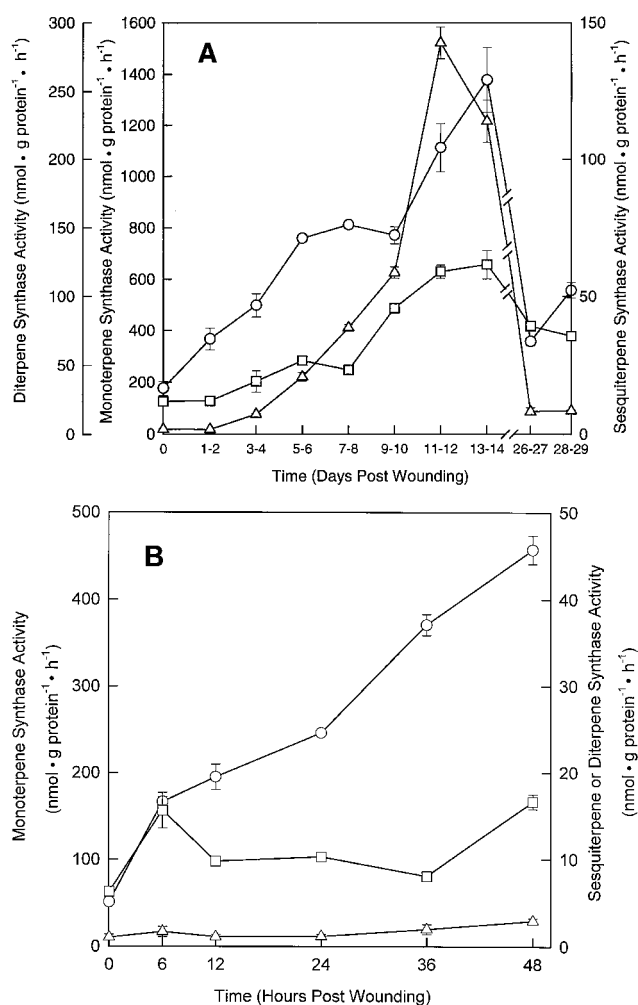 A
Diterpene Synthase Activity (nmol • g protein⁻¹ • h⁻¹)
300
250
200
150
100
50
0
Monoterpene Synthase Activity (nmol • g protein⁻¹ • h⁻¹)
1600
1400
1200
1000
800
600
400
200
0
Sesquiterpene Synthase Activity (nmol • g protein⁻¹ • h⁻¹)
150
100
50
0
0 1-2 3-4 5-6 7-8 9-10 11-12 13-14 26-27 28-29
Time (Days Post Wounding)
B
Monoterpene Synthase Activity
(nmol • g protein⁻¹ • h⁻¹)
500
400
300
200
100
0
Sesquiterpene or Diterpene Synthase Activity
(nmol • g protein⁻¹ • h⁻¹)
50
40
30
20
10
0
0 6 12 24 36 48
Time (Hours Post Wounding)